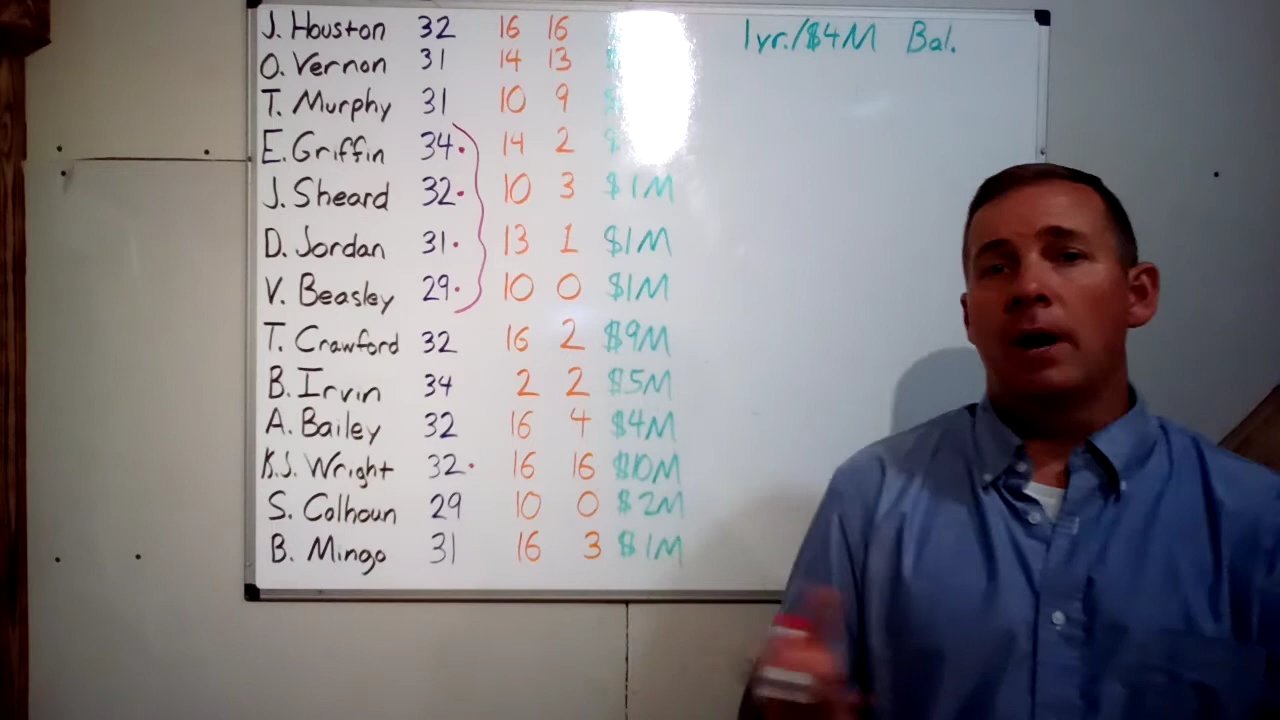 J. Houston 32 16 16 1yr./$4M Bal.
O. Vernon 31 14 13 $
T. Murphy 31 10 9 $
E. Griffin 34 14 2 $
J. Sheard 32 10 3 $1M
D. Jordan 31 13 1 $1M
V. Beasley 29 10 0 $1M
T. Crawford 32 16 2 $9M
B. Irvin 34 2 2 $5M
A. Bailey 32 16 4 $4M
K.J. Wright 32 16 16 $10M
S. Calhoun 29 10 0 $2M
B. Mingo 31 16 3 $1M